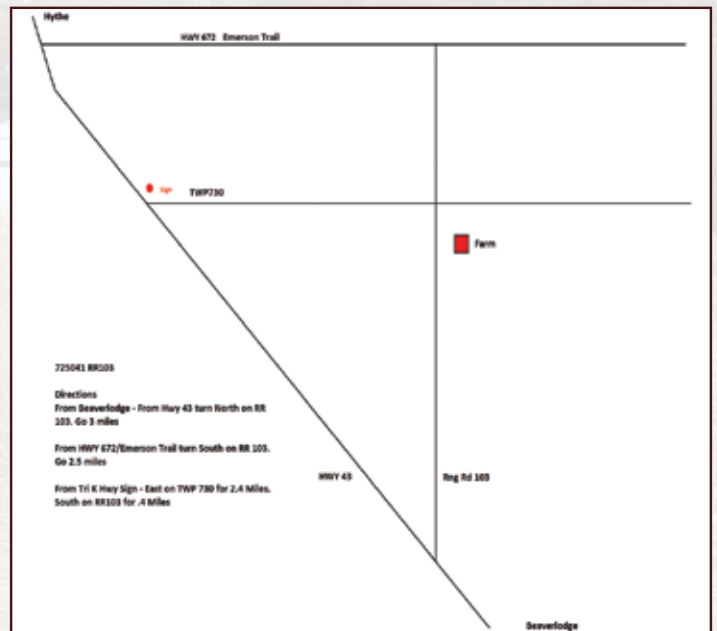 Hythe
HWY 672 Emerson Trail
Sign
TWP730
Farm
725041 RR103
Directions
From Beaverlodge - From Hwy 43 turn North on RR
103. Go 3 miles
From HWY 672/Emerson Trail turn South on RR 103.
Go 2.5 miles
From Tri K Hwy Sign - East on TWP 730 for 2.4 Miles.
South on RR103 for .4 Miles
HWY 43
Rng Rd 103
Beaverlodge